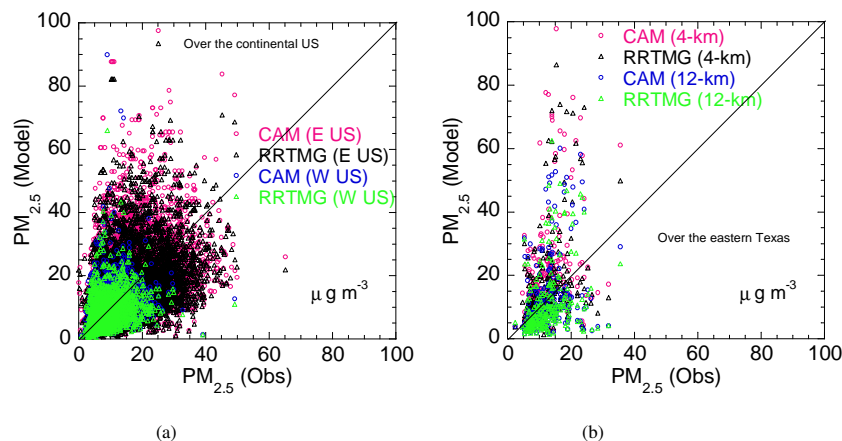 100
80
60
40
20
0
PM2.5 (Model)
Over the continental US
CAM (E US)
RRTMG (E US)
CAM (W US)
RRTMG (W US)
μ g m-3
0 20 40 60 80 100
PM2.5 (Obs)
(a)
100
80
60
40
20
0
PM2.5 (Model)
CAM (4-km)
RRTMG (4-km)
CAM (12-km)
RRTMG (12-km)
Over the eastern Texas
μ g m-3
0 20 40 60 80 100
PM2.5 (Obs)
(b)